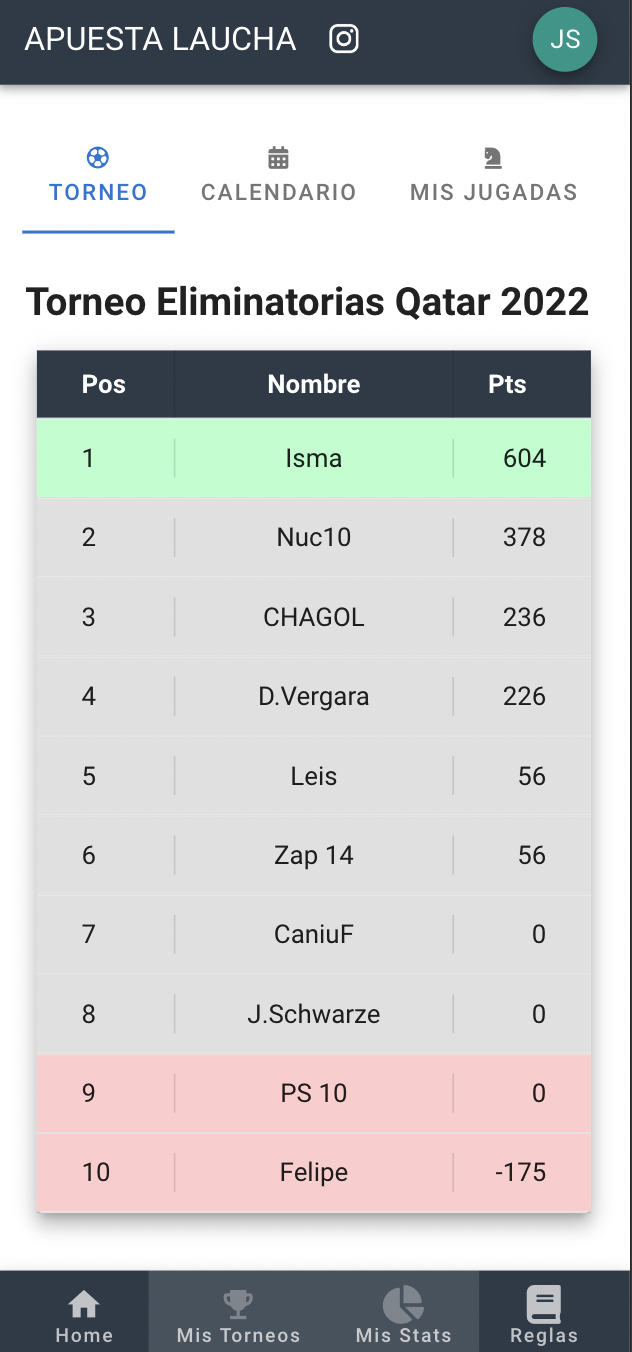 APUESTA LAUCHA JS
TORNEO CALENDARIO MIS JUGADAS
Torneo Eliminatorias Qatar 2022
Pos Nombre Pts
1 Isma 604
2 Nuc10 378
3 CHAGOL 236
4 D.Vergara 226
5 Leis 56
6 Zap 14 56
7 CaniuF 0
8 J.Schwarze 0
9 PS 10 0
10 Felipe -175
Home Mis Torneos Mis Stats Reglas